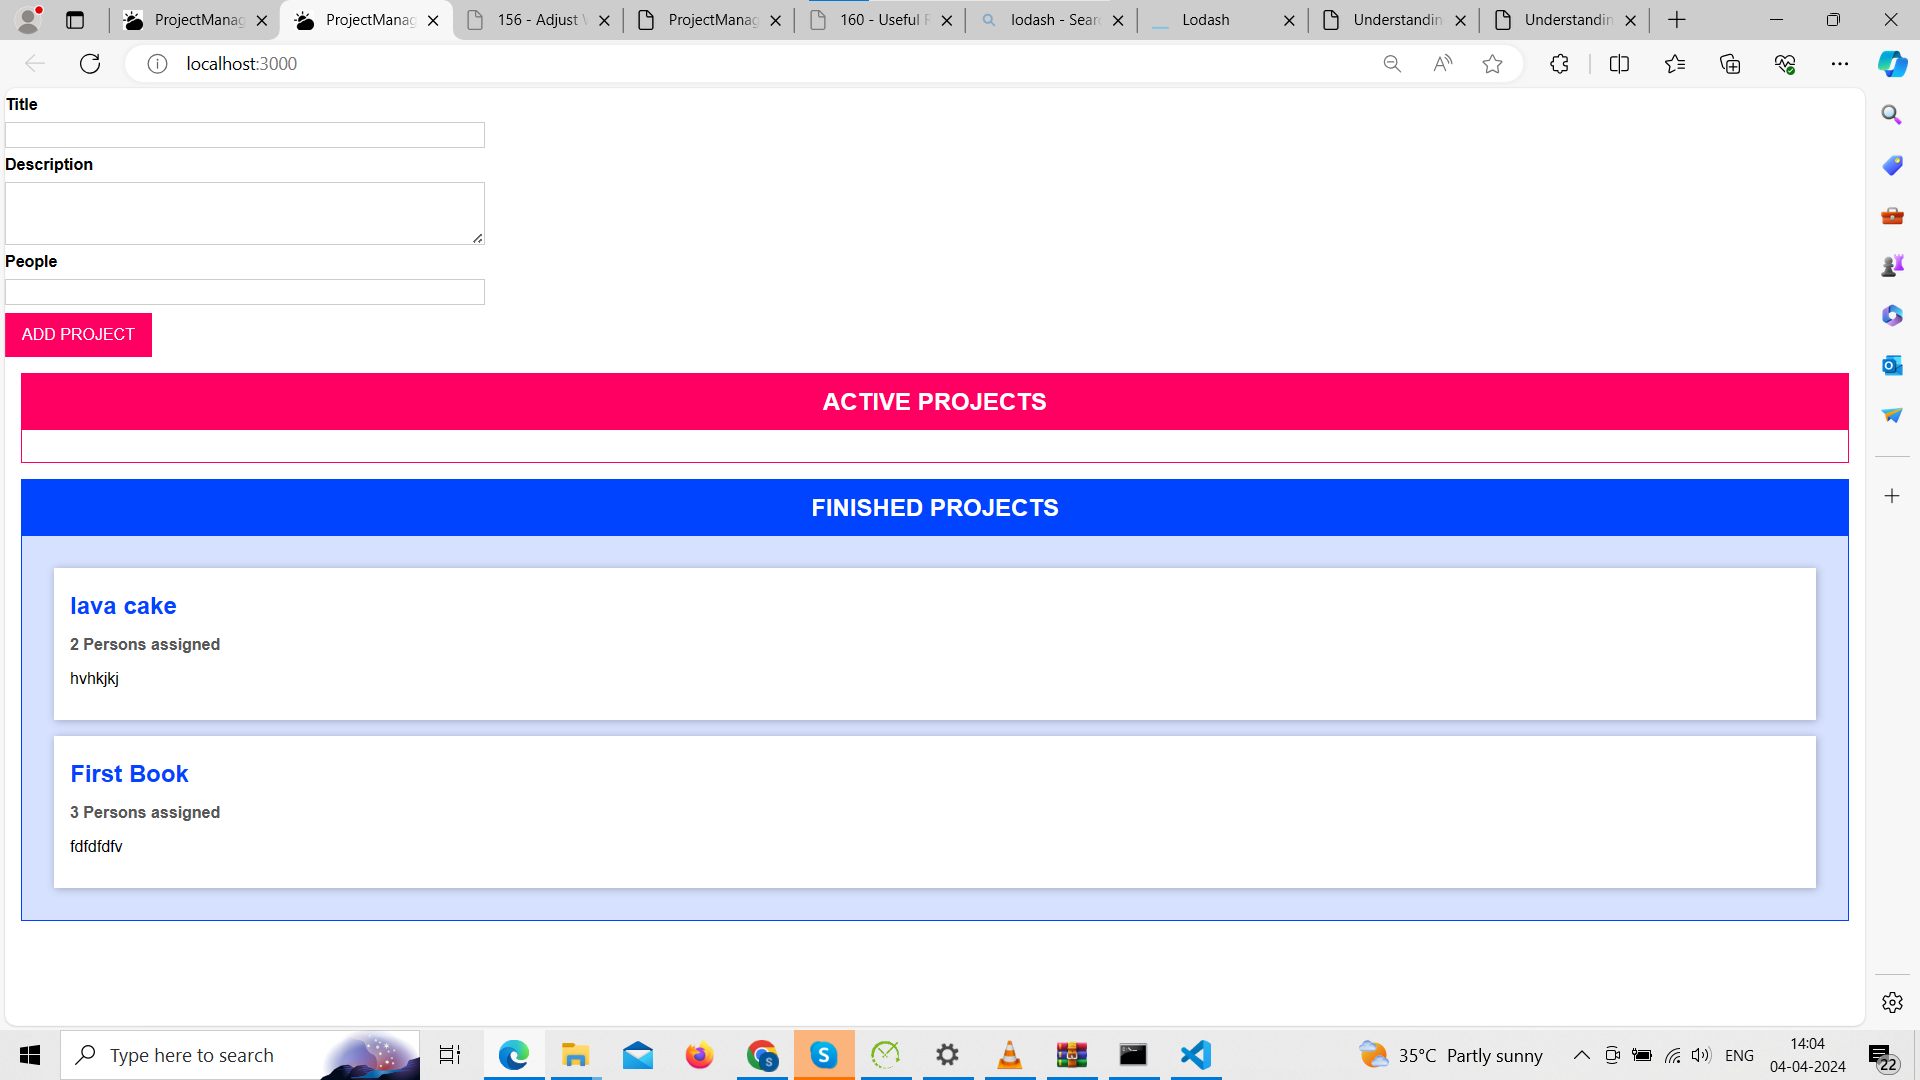 ProjectManag
ProjectManag
156 - Adjust
ProjectManag
160 - Useful
lodash - Sear
Lodash
Understandin
Understandin
localhost:3000
Title
Description
People
ADD PROJECT
ACTIVE PROJECTS
FINISHED PROJECTS
lava cake
2 Persons assigned
hvhkjkj
First Book
3 Persons assigned
fdfdfdfv
Type here to search
35°C Partly sunny
ENG
14:04
04-04-2024
22